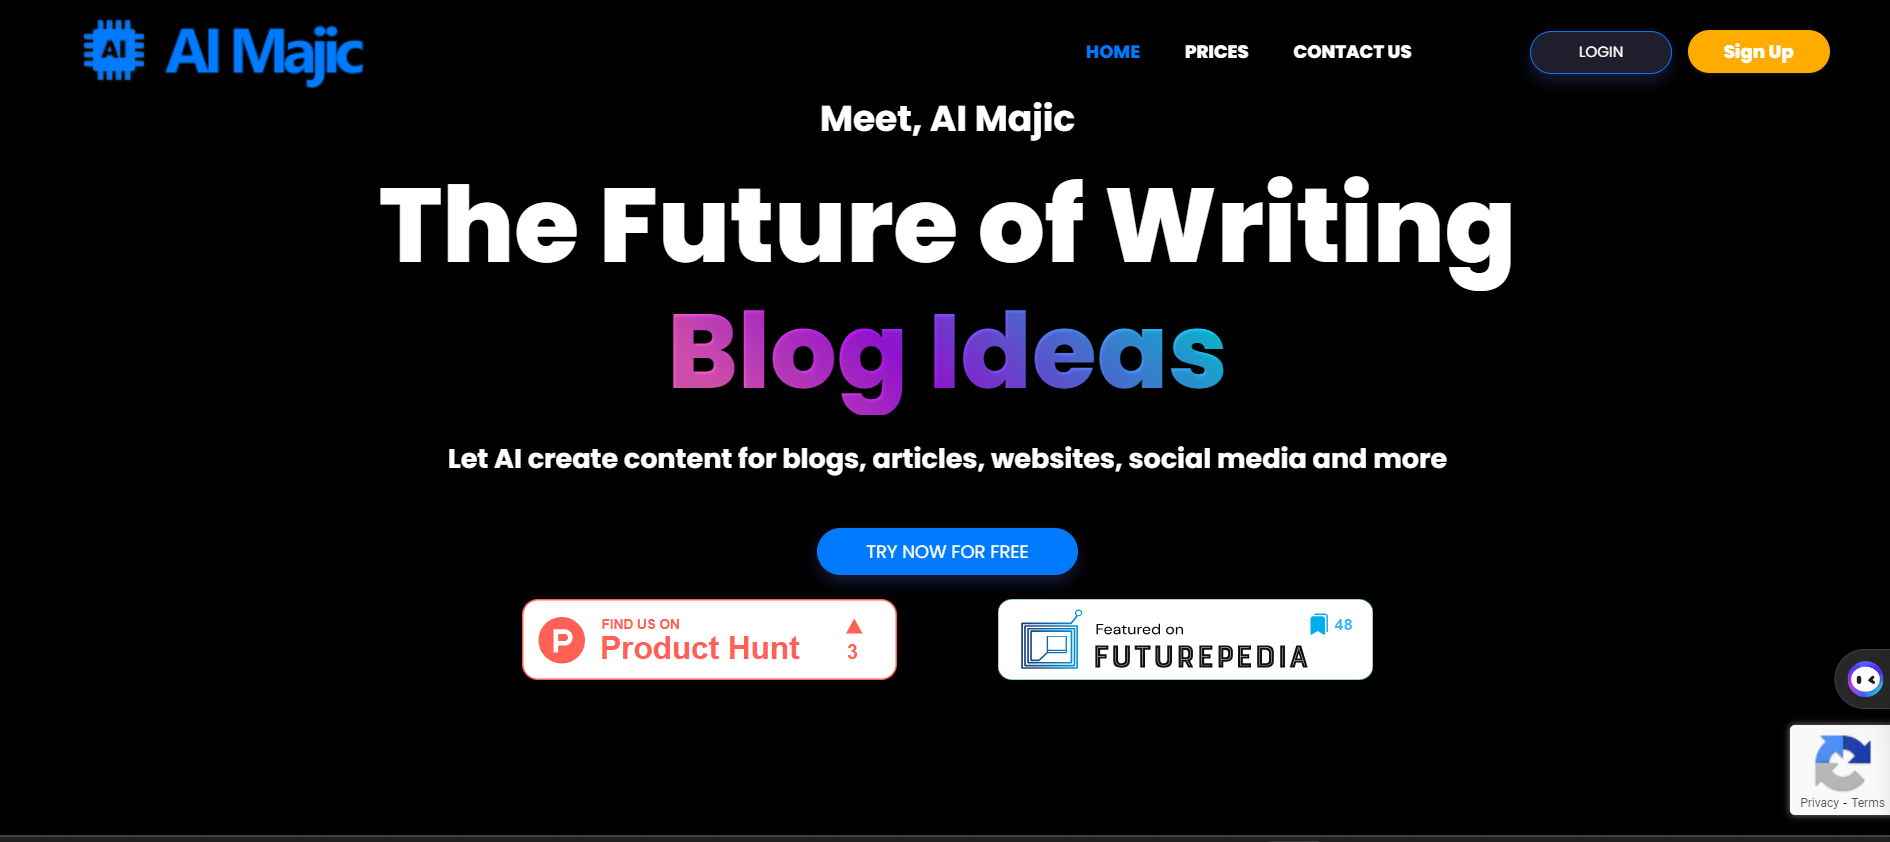 AI
AI Majic
HOME
PRICES
CONTACT US
LOGIN
Sign Up
Meet, AI Majic
The Future of Writing
Blog Ideas
Let AI create content for blogs, articles, websites, social media and more
TRY NOW FOR FREE
P
FIND US ON
Product Hunt
3
Featured on
FUTUREPEDIA
48
Privacy - Terms